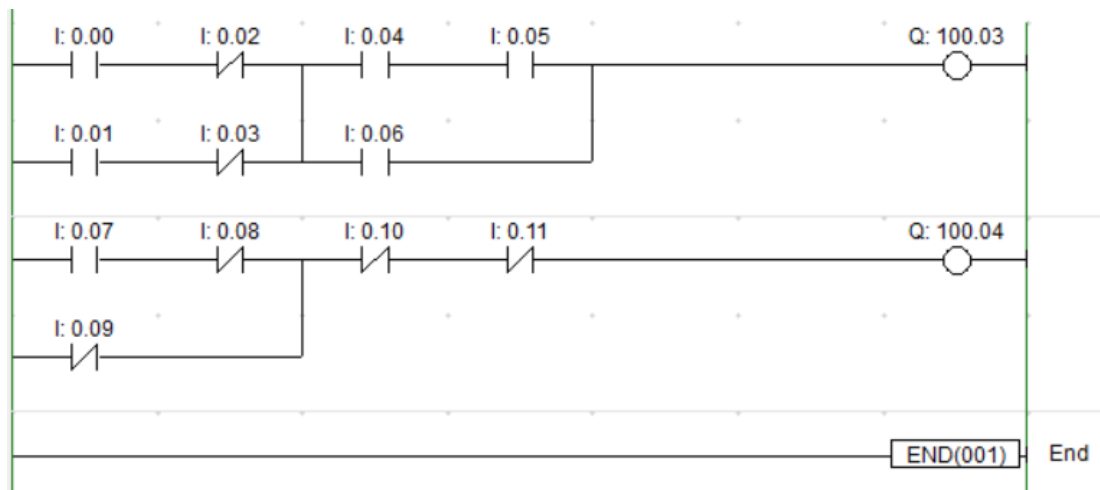 I: 0.00 I: 0.02 I: 0.04 I: 0.05 Q: 100.03
I: 0.01 I: 0.03 I: 0.06
I: 0.07 I: 0.08 I: 0.10 I: 0.11 Q: 100.04
I: 0.09
END(001) End